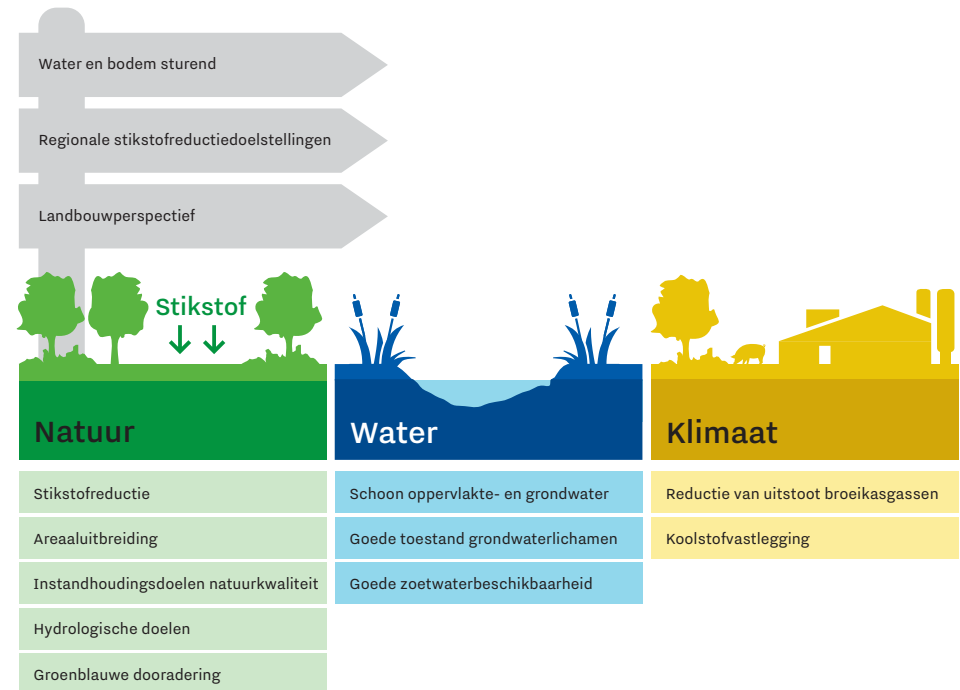 Water en bodem sturend
Regionale stikstofreductiedoelstellingen
Landbouwperspectief
Stikstof
Natuur
Stikstofreductie
Areaaluitbreiding
Instandhoudingsdoelen natuurkwaliteit
Hydrologische doelen
Groenblauwe dooradering
Water
Schoon oppervlakte- en grondwater
Goede toestand grondwaterlichamen
Goede zoetwaterbeschikbaarheid
Klimaat
Reductie van uitstoot broeikasgassen
Koolstofvastlegging